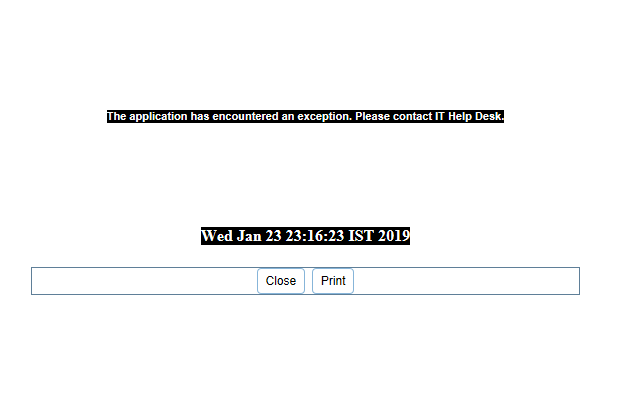 The application has encountered an exception. Please contact IT Help Desk.
Wed Jan 23 23:16:23 IST 2019
Close Print